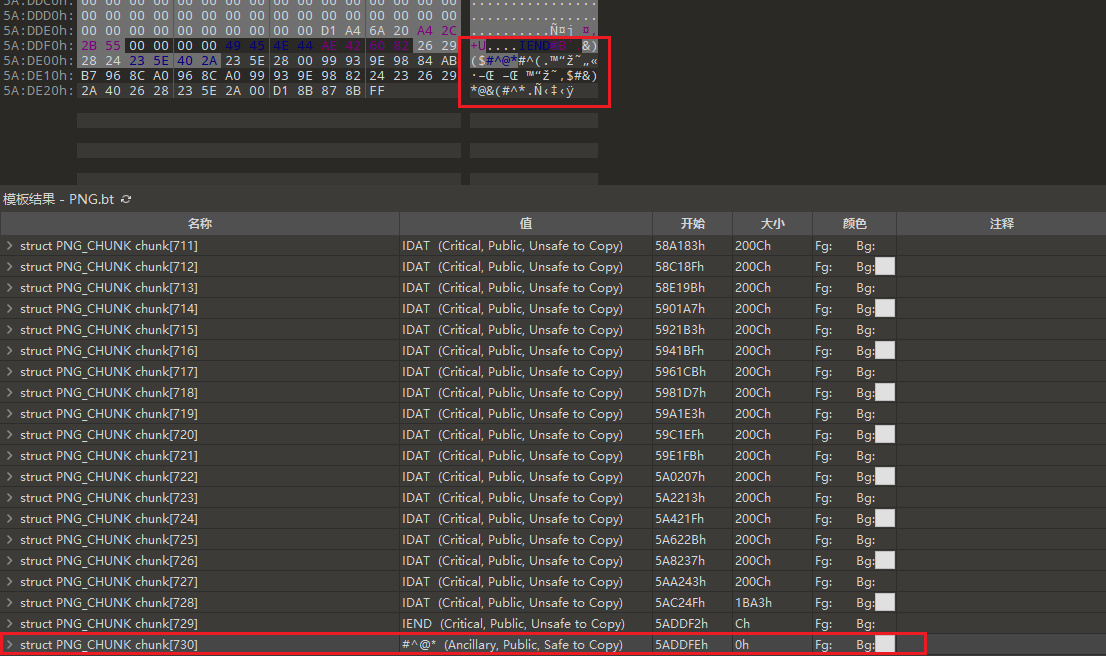 5A:DDC0h: 00 00 00 00 00 00 00 00 00 00 00 00 00 00 00 00 ................
5A:DDD0h: 00 00 00 00 00 00 00 00 00 00 00 00 00 00 00 00 ................
5A:DDE0h: 00 00 00 00 00 00 00 00 00 00 D1 A4 6A 20 A4 2C ..........Ñ¤j ¤,
5A:DDF0h: 2B 55 00 00 00 00 49 45 4E 44 AE 42 60 82 26 29 +U....IEND®B`‚&)
5A:DE00h: 28 24 23 5E 40 2A 23 5E 28 00 99 93 9E 98 84 AB ($#^@*#^(.™“ž˜„«
5A:DE10h: B7 96 8C A0 96 8C A0 99 93 9E 98 82 24 23 26 29 ·–Œ –Œ ™“ž˜‚$#&)
5A:DE20h: 2A 40 26 28 23 5E 2A 00 D1 8B 87 8B FF *@&(#^*.Ñ‹‡‹ÿ
模板结果 - PNG.bt
名称 值 开始 大小 颜色 注释
struct PNG_CHUNK chunk[711] IDAT (Critical, Public, Unsafe to Copy) 58A183h 200Ch Fg: Bg:
struct PNG_CHUNK chunk[712] IDAT (Critical, Public, Unsafe to Copy) 58C18Fh 200Ch Fg: Bg:
struct PNG_CHUNK chunk[713] IDAT (Critical, Public, Unsafe to Copy) 58E19Bh 200Ch Fg: Bg:
struct PNG_CHUNK chunk[714] IDAT (Critical, Public, Unsafe to Copy) 5901A7h 200Ch Fg: Bg:
struct PNG_CHUNK chunk[715] IDAT (Critical, Public, Unsafe to Copy) 5921B3h 200Ch Fg: Bg:
struct PNG_CHUNK chunk[716] IDAT (Critical, Public, Unsafe to Copy) 5941BFh 200Ch Fg: Bg:
struct PNG_CHUNK chunk[717] IDAT (Critical, Public, Unsafe to Copy) 5961CBh 200Ch Fg: Bg:
struct PNG_CHUNK chunk[718] IDAT (Critical, Public, Unsafe to Copy) 5981D7h 200Ch Fg: Bg:
struct PNG_CHUNK chunk[719] IDAT (Critical, Public, Unsafe to Copy) 59A1E3h 200Ch Fg: Bg:
struct PNG_CHUNK chunk[720] IDAT (Critical, Public, Unsafe to Copy) 59C1EFh 200Ch Fg: Bg:
struct PNG_CHUNK chunk[721] IDAT (Critical, Public, Unsafe to Copy) 59E1FBh 200Ch Fg: Bg:
struct PNG_CHUNK chunk[722] IDAT (Critical, Public, Unsafe to Copy) 5A0207h 200Ch Fg: Bg:
struct PNG_CHUNK chunk[723] IDAT (Critical, Public, Unsafe to Copy) 5A2213h 200Ch Fg: Bg:
struct PNG_CHUNK chunk[724] IDAT (Critical, Public, Unsafe to Copy) 5A421Fh 200Ch Fg: Bg:
struct PNG_CHUNK chunk[725] IDAT (Critical, Public, Unsafe to Copy) 5A622Bh 200Ch Fg: Bg:
struct PNG_CHUNK chunk[726] IDAT (Critical, Public, Unsafe to Copy) 5A8237h 200Ch Fg: Bg:
struct PNG_CHUNK chunk[727] IDAT (Critical, Public, Unsafe to Copy) 5AA243h 200Ch Fg: Bg:
struct PNG_CHUNK chunk[728] IDAT (Critical, Public, Unsafe to Copy) 5AC24Fh 1BA3h Fg: Bg:
struct PNG_CHUNK chunk[729] IEND (Critical, Public, Unsafe to Copy) 5ADDF2h Ch Fg: Bg:
struct PNG_CHUNK chunk[730] #^@* (Ancillary, Public, Safe to Copy) 5ADDFEh 0h Fg: Bg: